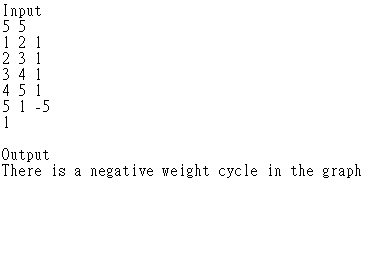 Input
5 5
1 2 1
2 3 1
3 4 1
4 5 1
5 1 -5
1
Output
There is a negative weight cycle in the graph